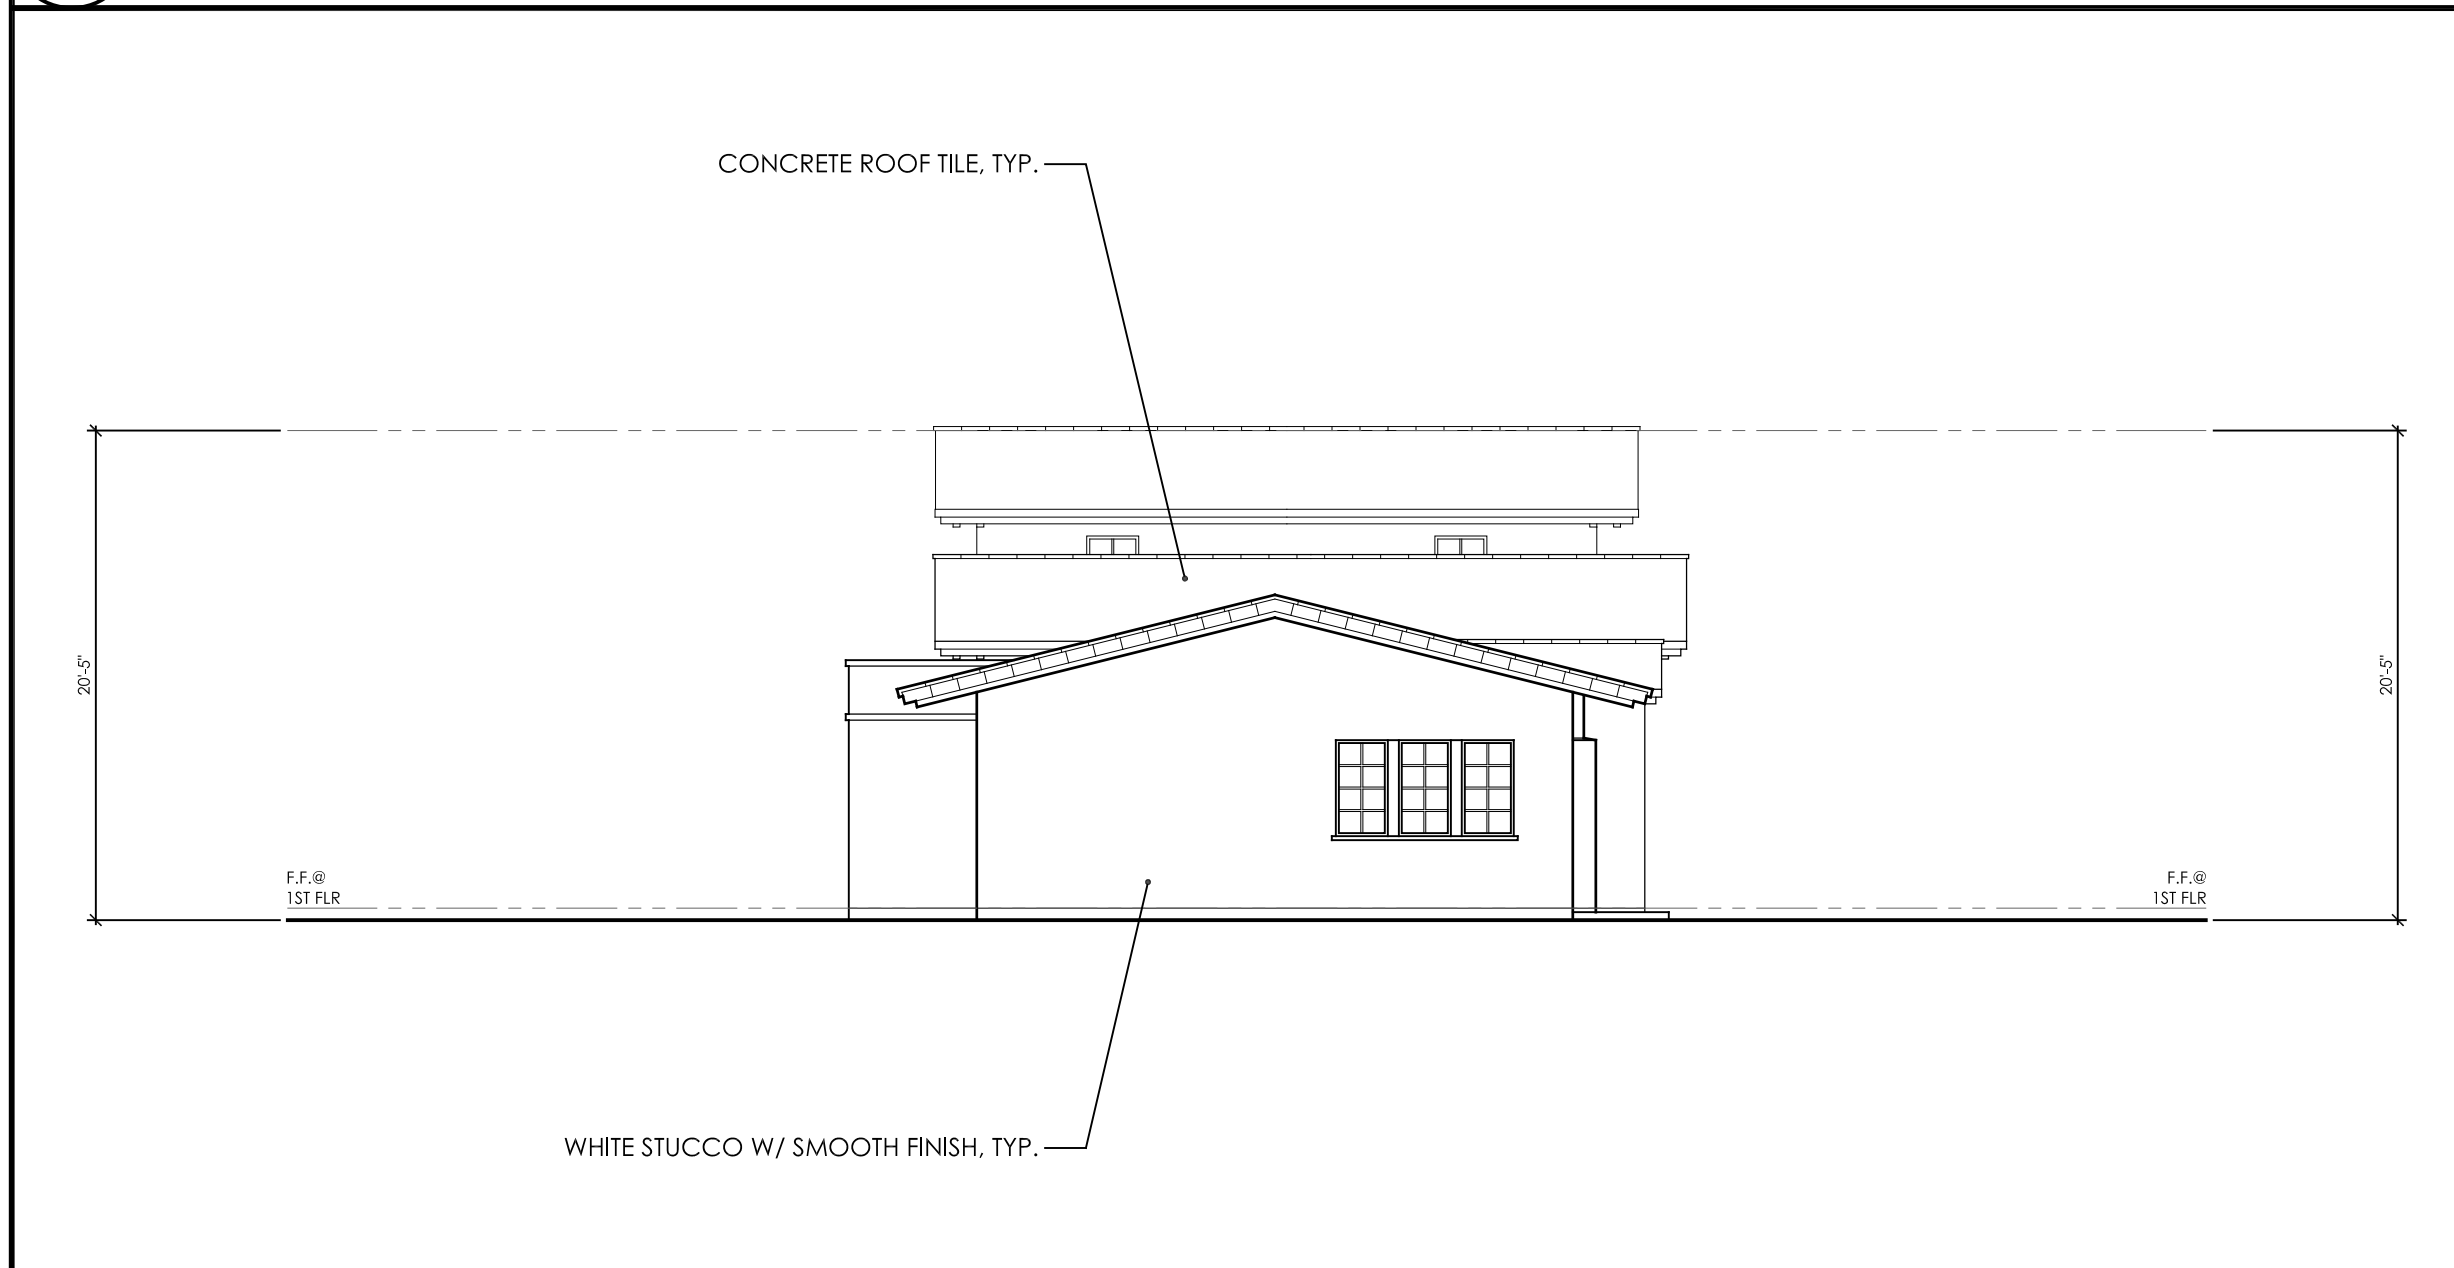 CONCRETE ROOF TILE, TYP.
20'-5"
20'-5"
F.F.@
1ST FLR
F.F.@
1ST FLR
WHITE STUCCO W/ SMOOTH FINISH, TYP.